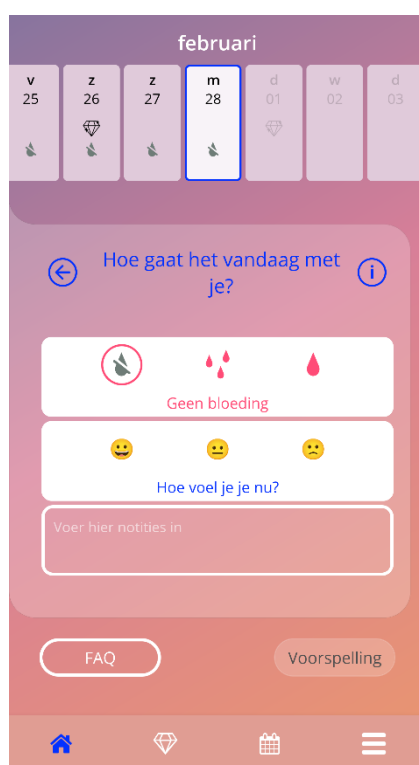 februari
v z z m d w d
25 26 27 28 01 02 03
Hoe gaat het vandaag met
je?
i
Geen bloeding
Hoe voel je je nu?
Voer hier notities in
FAQ Voorspelling